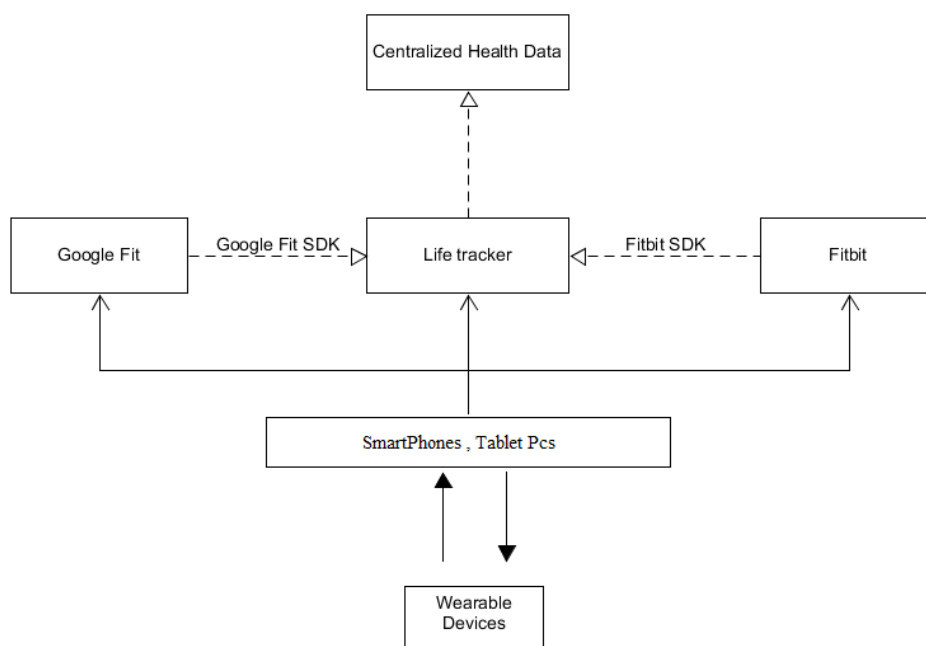 Centralized Health Data
Google Fit
Google Fit SDK
Life tracker
Fitbit SDK
Fitbit
SmartPhones , Tablet Pcs
Wearable
Devices